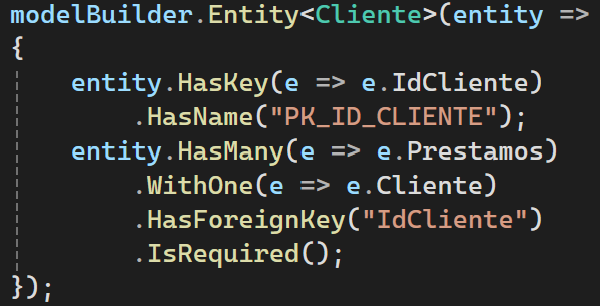 modelBuilder.Entity<Cliente>(entity =>
{
    entity.HasKey(e => e.IdCliente)
        .HasName("PK_ID_CLIENTE");
    entity.HasMany(e => e.Prestamos)
        .WithOne(e => e.Cliente)
        .HasForeignKey("IdCliente")
        .IsRequired();
});